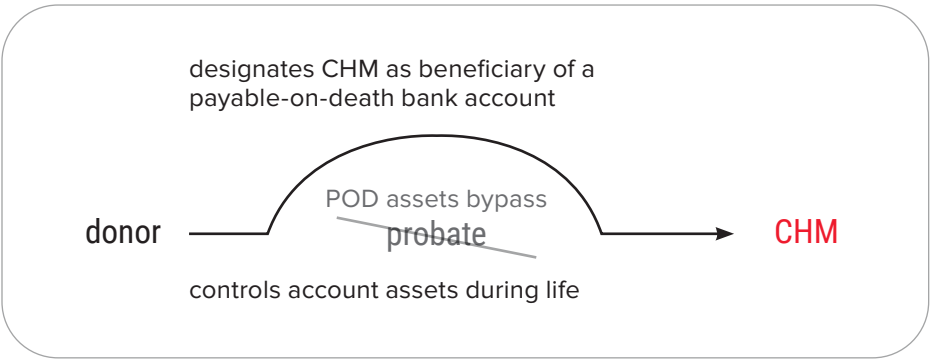 designates CHM as beneficiary of a
payable-on-death bank account
POD assets bypass
donor probate CHM
controls account assets during life